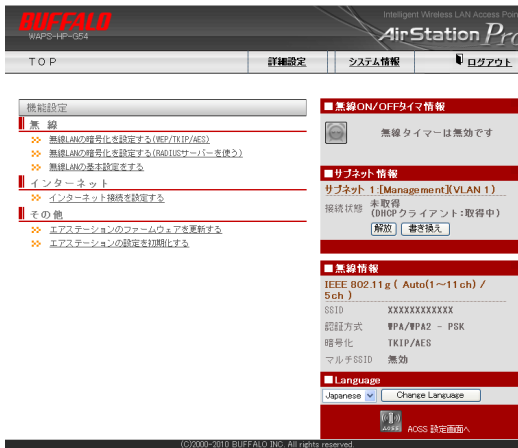 BUFFALO
WAPS-HP-G54
Intelligent Wireless LAN Access Poin
AirStation Pro
TOP
詳細設定
システム情報
ログアウト
機能設定
無 線
無線LANの暗号化を設定する(WEP/TKIP/AES)
無線LANの暗号化を設定する(RADIUSサーバーを使う)
無線LANの基本設定をする
インターネット
インターネット接続を設定する
その他
エアステーションのファームウェアを更新する
エアステーションの設定を初期化する
■無線ON/OFFタイマ情報
無線タイマーは無効です
■サブネット情報
サブネット 1:[Management](VLAN 1)
接続状態 未取得
(DHCPクライアント:取得中)
解放 書き換え
■無線情報
IEEE 802.11g ( Auto(1～11ch) /
5ch )
SSID XXXXXXXXXXXX
認証方式 WPA/WPA2 - PSK
暗号化 TKIP/AES
マルチSSID 無効
■Language
Japanese Change Language
AOSS AOSS 設定画面へ
(C)2000-2010 BUFFALO INC. All rights reserved.